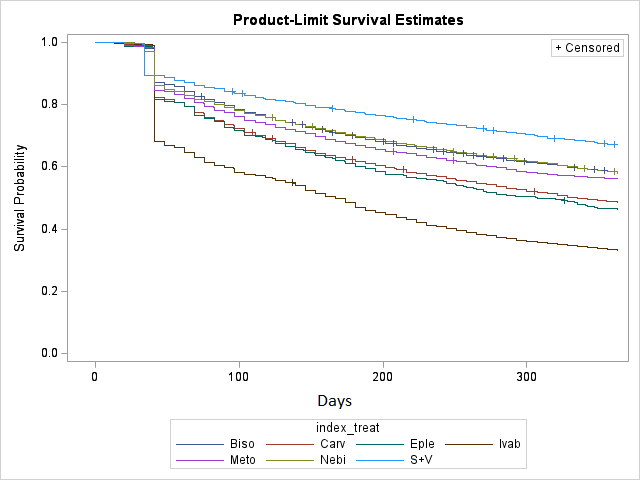 Product-Limit Survival Estimates
+ Censored
1.0
0.8
0.6
0.4
0.2
0.0
Survival Probability
0 100 200 300
Days
index_treat
Biso Carv Eple Ivab
Meto Nebi S+V